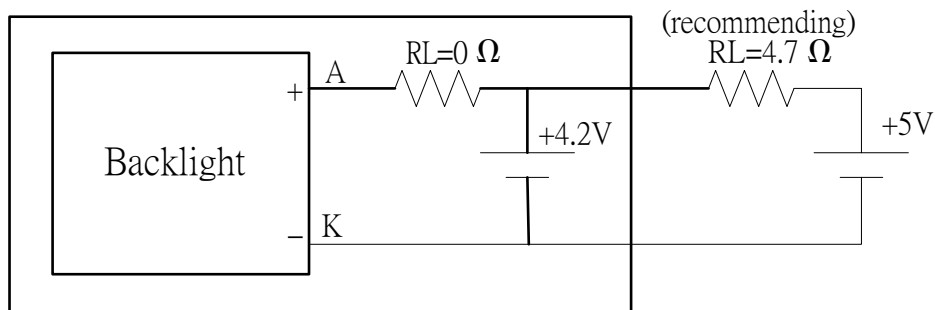 (recommending)
RL=0 Ω
RL=4.7 Ω
A
+
+4.2V
+5V
Backlight
K
−